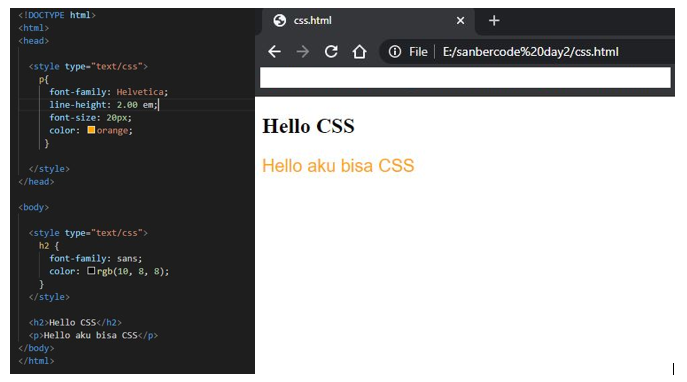 <!DOCTYPE html>
<html>
<head>
<style type="text/css">
p{
font-family: Helvetica;
line-height: 2.00 em;
font-size: 20px;
color: orange;
}
</style>
</head>
<body>
<style type="text/css">
h2 {
font-family: sans;
color: rgb(10, 8, 8);
}
</style>
<h2>Hello CSS</h2>
<p>Hello aku bisa CSS</p>
</body>
</html>
css.html
File | E:/sanbercode%20day2/css.html
Hello CSS
Hello aku bisa CSS